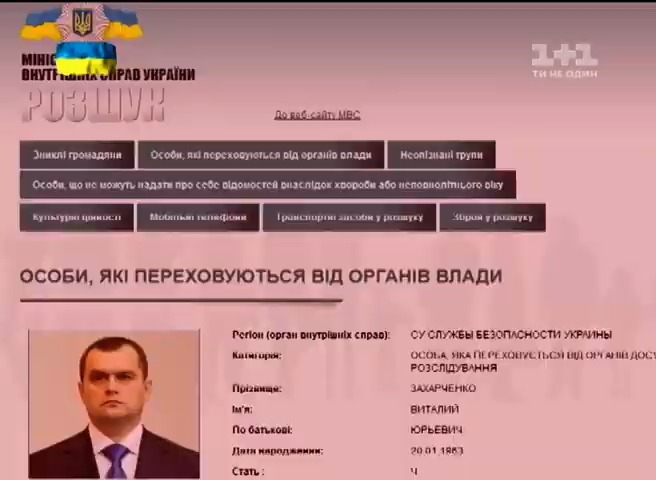 МІНІС
ВНУТРІШНІХ СПРАВ УКРАЇНИ
РОЗШУК
1+1
ТИ НЕ ОДИН
До веб-сайту МВС
Зниклі громадяни
Особи, які переховуються від органів влади
Неопізнані трупи
Особи, що не можуть надати про себе відомостей внаслідок хвороби або неповнолітнього віку
Культурні цінності
Мобільні телефони
Транспортні засоби у розшуку
Зброя у розшуку
ОСОБИ, ЯКІ ПЕРЕХОВУЮТЬСЯ ВІД ОРГАНІВ ВЛАДИ
Регіон (орган внутрішніх справ): СУ СЛУЖБЫ БЕЗОПАСНОСТИ УКРАИНЫ
Категорія: ОСОБА, ЯКА ПЕРЕХОВУЄТЬСЯ ВІД ОРГАНІВ ДОСУ
РОЗСЛІДУВАННЯ
Прізвище: ЗАХАРЧЕНКО
Ім'я: ВИТАЛИЙ
По батькові: ЮРЬЕВИЧ
Дата народження: 20.01.1963
Стать : Ч